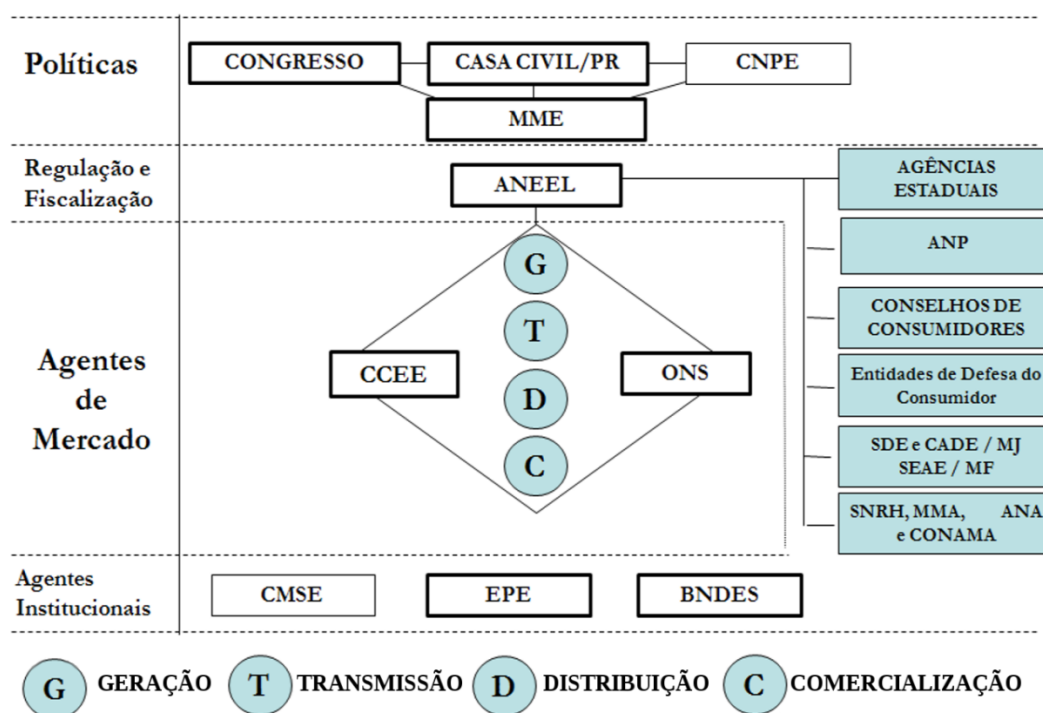 Políticas
CONGRESSO
CASA CIVIL/PR
CNPE
MME
Regulação e
Fiscalização
ANEEL
AGÊNCIAS
ESTADUAIS
ANP
CONSELHOS DE
CONSUMIDORES
Entidades de Defesa do
Consumidor
SDE e CADE / MJ
SEAE / MF
SNRH, MMA, ANA
e CONAMA
Agentes
de
Mercado
G
T
D
C
CCEE
ONS
Agentes
Institucionais
CMSE
EPE
BNDES
G GERAÇÃO
T TRANSMISSÃO
D DISTRIBUIÇÃO
C COMERCIALIZAÇÃO